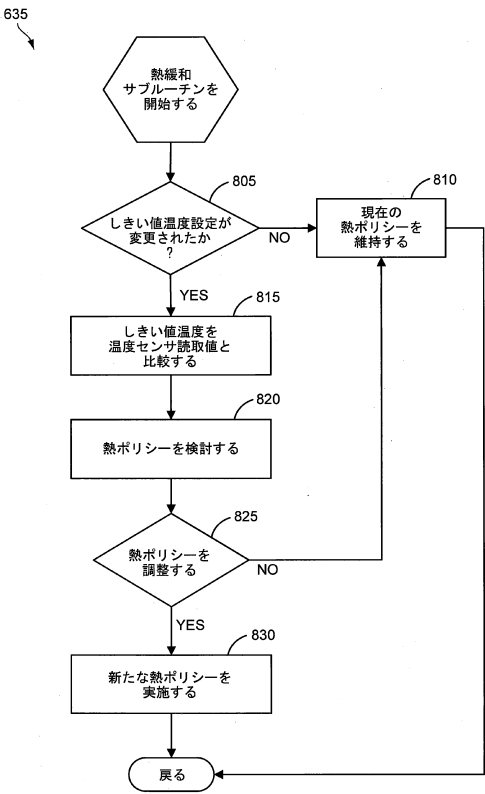 635
熱緩和
サブルーチンを
開始する
805
しきい値温度設定が
変更されたか
?
NO
810
現在の
熱ポリシーを
維持する
YES
815
しきい値温度を
温度センサ読取値と
比較する
820
熱ポリシーを検討する
825
熱ポリシーを
調整する
NO
YES
830
新たな熱ポリシーを
実施する
戻る